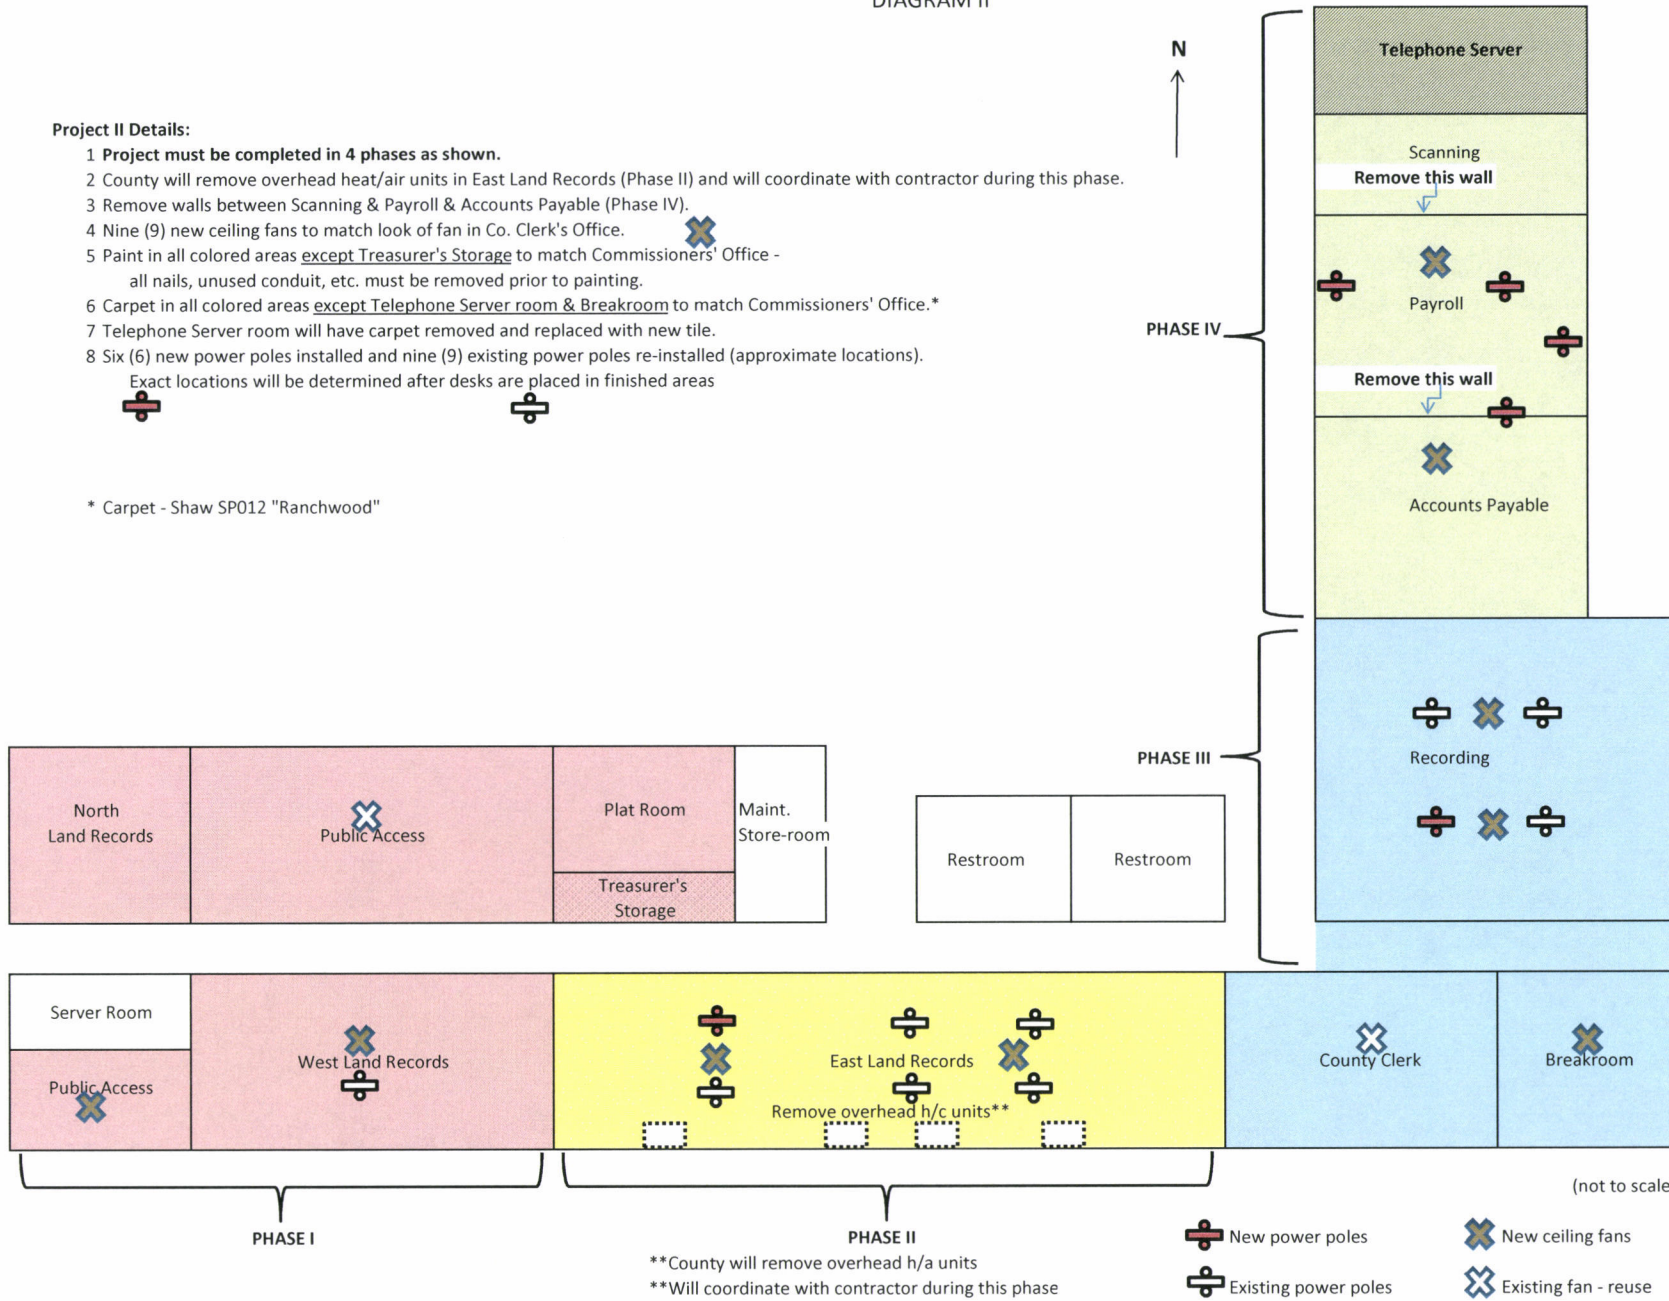 DIAGRAM II
N
Project II Details:
1 Project must be completed in 4 phases as shown.
2 County will remove overhead heat/air units in East Land Records (Phase II) and will coordinate with contractor during this phase.
3 Remove walls between Scanning & Payroll & Accounts Payable (Phase IV).
4 Nine (9) new ceiling fans to match look of fan in Co. Clerk's Office.
5 Paint in all colored areas except Treasurer's Storage to match Commissioners' Office -
all nails, unused conduit, etc. must be removed prior to painting.
6 Carpet in all colored areas except Telephone Server room & Breakroom to match Commissioners' Office.*
7 Telephone Server room will have carpet removed and replaced with new tile.
8 Six (6) new power poles installed and nine (9) existing power poles re-installed (approximate locations).
Exact locations will be determined after desks are placed in finished areas
* Carpet - Shaw SP012 "Ranchwood"
Telephone Server
Scanning
Remove this wall
Payroll
PHASE IV
Remove this wall
Accounts Payable
PHASE III
Recording
North
Land Records
Public Access
Plat Room
Maint.
Store-room
Treasurer's
Storage
Restroom
Restroom
Server Room
Public Access
West Land Records
East Land Records
Remove overhead h/c units**
County Clerk
Breakroom
(not to scale
PHASE I
PHASE II
**County will remove overhead h/a units
**Will coordinate with contractor during this phase
New power poles
New ceiling fans
Existing power poles
Existing fan - reuse